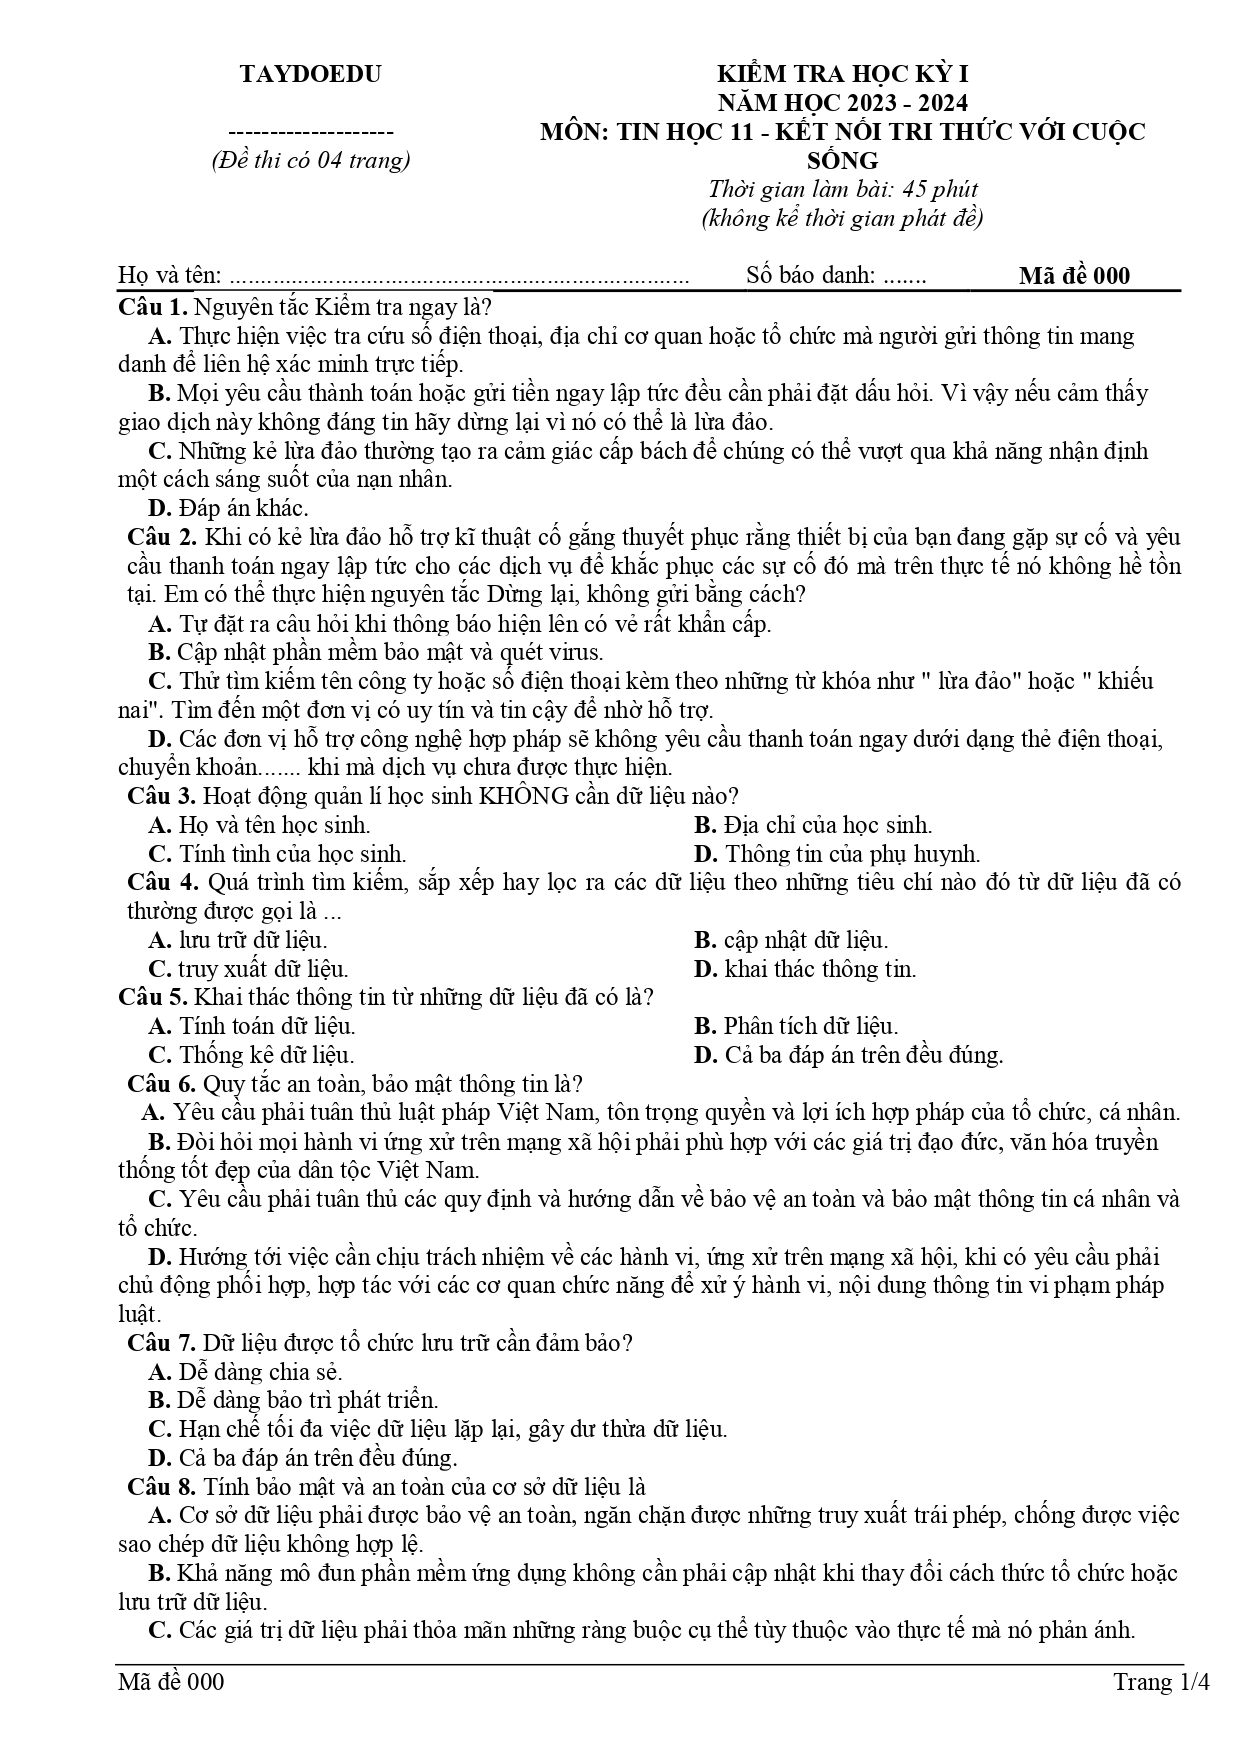 TAYDOEDU
--------------------
(Đề thi có 04 trang)
KIỂM TRA HỌC KỲ I
NĂM HỌC 2023 - 2024
MÔN: TIN HỌC 11 - KẾT NỐI TRI THỨC VỚI CUỘC
SỐNG
Thời gian làm bài: 45 phút
(không kể thời gian phát đề)
Họ và tên: ............................................................................ Số báo danh: ....... Mã đề 000
Câu 1. Nguyên tắc Kiểm tra ngay là?
A. Thực hiện việc tra cứu số điện thoại, địa chỉ cơ quan hoặc tổ chức mà người gửi thông tin mang
danh để liên hệ xác minh trực tiếp.
B. Mọi yêu cầu thành toán hoặc gửi tiền ngay lập tức đều cần phải đặt dấu hỏi. Vì vậy nếu cảm thấy
giao dịch này không đáng tin hãy dừng lại vì nó có thể là lừa đảo.
C. Những kẻ lừa đảo thường tạo ra cảm giác cấp bách để chúng có thể vượt qua khả năng nhận định
một cách sáng suốt của nạn nhân.
D. Đáp án khác.
Câu 2. Khi có kẻ lừa đảo hỗ trợ kĩ thuật cố gắng thuyết phục rằng thiết bị của bạn đang gặp sự cố và yêu
cầu thanh toán ngay lập tức cho các dịch vụ để khắc phục các sự cố đó mà trên thực tế nó không hề tồn
tại. Em có thể thực hiện nguyên tắc Dừng lại, không gửi bằng cách?
A. Tự đặt ra câu hỏi khi thông báo hiện lên có vẻ rất khẩn cấp.
B. Cập nhật phần mềm bảo mật và quét virus.
C. Thử tìm kiếm tên công ty hoặc số điện thoại kèm theo những từ khóa như " lừa đảo" hoặc " khiếu
nai". Tìm đến một đơn vị có uy tín và tin cậy để nhờ hỗ trợ.
D. Các đơn vị hỗ trợ công nghệ hợp pháp sẽ không yêu cầu thanh toán ngay dưới dạng thẻ điện thoại,
chuyển khoản....... khi mà dịch vụ chưa được thực hiện.
Câu 3. Hoạt động quản lí học sinh KHÔNG cần dữ liệu nào?
A. Họ và tên học sinh. B. Địa chỉ của học sinh.
C. Tính tình của học sinh. D. Thông tin của phụ huynh.
Câu 4. Quá trình tìm kiếm, sắp xếp hay lọc ra các dữ liệu theo những tiêu chí nào đó từ dữ liệu đã có
thường được gọi là ...
A. lưu trữ dữ liệu. B. cập nhật dữ liệu.
C. truy xuất dữ liệu. D. khai thác thông tin.
Câu 5. Khai thác thông tin từ những dữ liệu đã có là?
A. Tính toán dữ liệu. B. Phân tích dữ liệu.
C. Thống kê dữ liệu. D. Cả ba đáp án trên đều đúng.
Câu 6. Quy tắc an toàn, bảo mật thông tin là?
A. Yêu cầu phải tuân thủ luật pháp Việt Nam, tôn trọng quyền và lợi ích hợp pháp của tổ chức, cá nhân.
B. Đòi hỏi mọi hành vi ứng xử trên mạng xã hội phải phù hợp với các giá trị đạo đức, văn hóa truyền
thống tốt đẹp của dân tộc Việt Nam.
C. Yêu cầu phải tuân thủ các quy định và hướng dẫn về bảo vệ an toàn và bảo mật thông tin cá nhân và
tổ chức.
D. Hướng tới việc cần chịu trách nhiệm về các hành vi, ứng xử trên mạng xã hội, khi có yêu cầu phải
chủ động phối hợp, hợp tác với các cơ quan chức năng để xử ý hành vi, nội dung thông tin vi phạm pháp
luật.
Câu 7. Dữ liệu được tổ chức lưu trữ cần đảm bảo?
A. Dễ dàng chia sẻ.
B. Dễ dàng bảo trì phát triển.
C. Hạn chế tối đa việc dữ liệu lặp lại, gây dư thừa dữ liệu.
D. Cả ba đáp án trên đều đúng.
Câu 8. Tính bảo mật và an toàn của cơ sở dữ liệu là
A. Cơ sở dữ liệu phải được bảo vệ an toàn, ngăn chặn được những truy xuất trái phép, chống được việc
sao chép dữ liệu không hợp lệ.
B. Khả năng mô đun phần mềm ứng dụng không cần phải cập nhật khi thay đổi cách thức tổ chức hoặc
lưu trữ dữ liệu.
C. Các giá trị dữ liệu phải thỏa mãn những ràng buộc cụ thể tùy thuộc vào thực tế mà nó phản ánh.
Mã đề 000 Trang 1/4